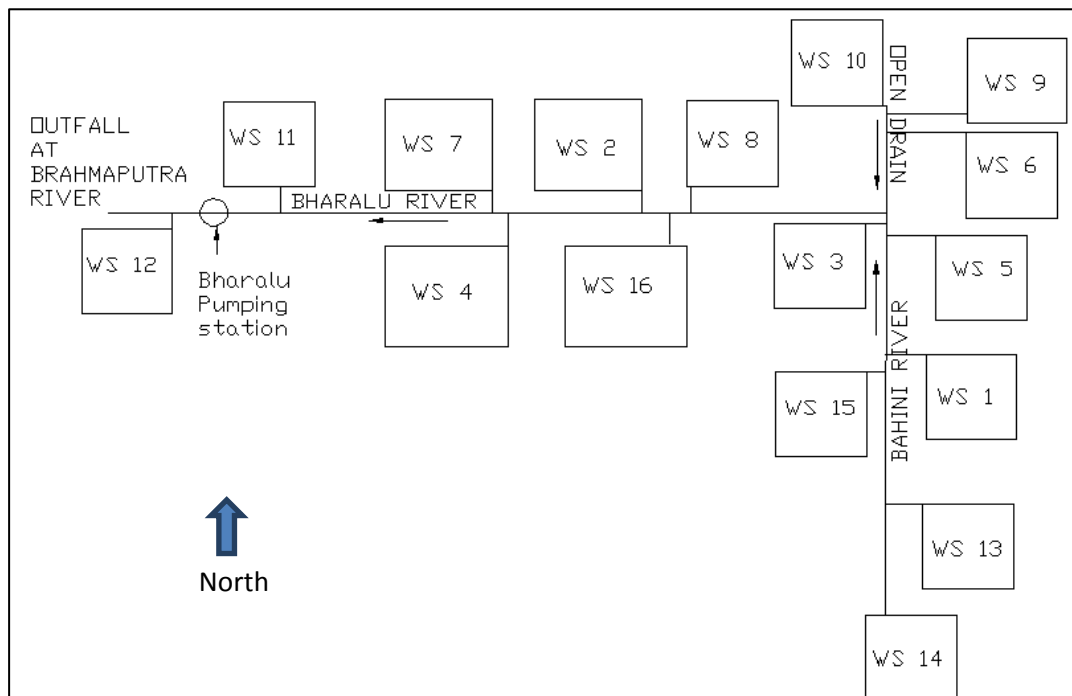 WS 10
OPEN DRAIN
WS 9
OUTFALL
AT
BRAHMAPUTRA
RIVER
WS 11
WS 7
WS 2
WS 8
WS 6
BHARALU RIVER
WS 12
Bharalu
Pumping
station
WS 4
WS 16
WS 3
WS 5
BAHINI RIVER
WS 15
WS 1
WS 13
North
WS 14